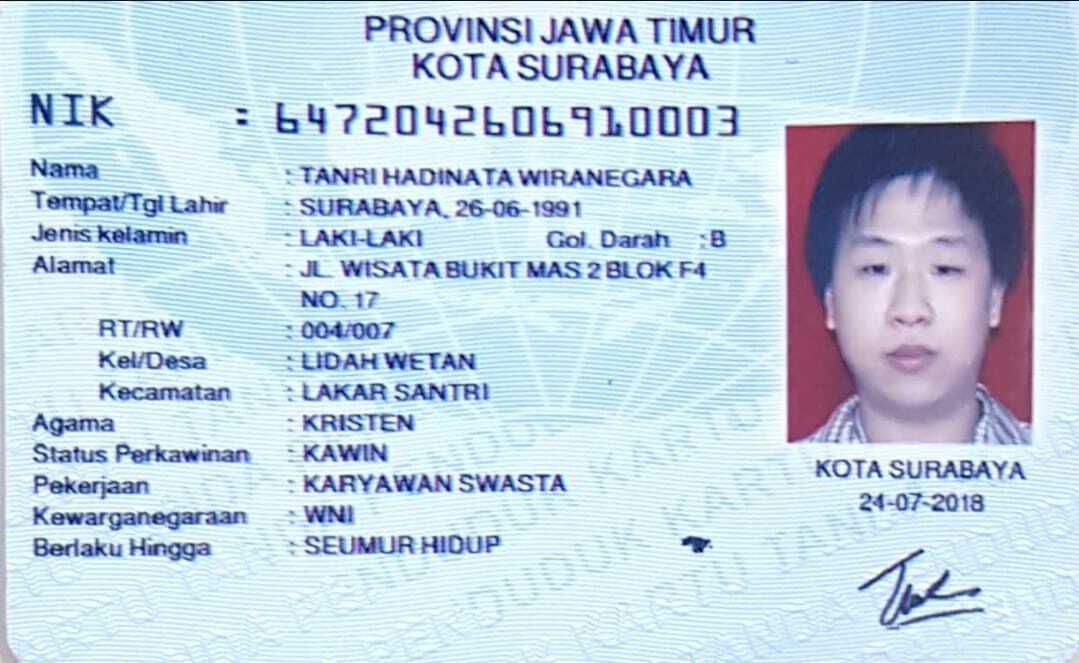 PROVINSI JAWA TIMUR
KOTA SURABAYA
NIK : 6472042606910003
Nama : TANRI HADINATA WIRANEGARA
Tempat/Tgl Lahir : SURABAYA, 26-06-1991
Jenis kelamin : LAKI-LAKI Gol. Darah : B
Alamat : JL. WISATA BUKIT MAS 2 BLOK F4
NO. 17
RT/RW : 004/007
Kel/Desa : LIDAH WETAN
Kecamatan : LAKAR SANTRI
Agama : KRISTEN
Status Perkawinan : KAWIN
Pekerjaan : KARYAWAN SWASTA
Kewarganegaraan : WNI
Berlaku Hingga : SEUMUR HIDUP
KOTA SURABAYA
24-07-2018